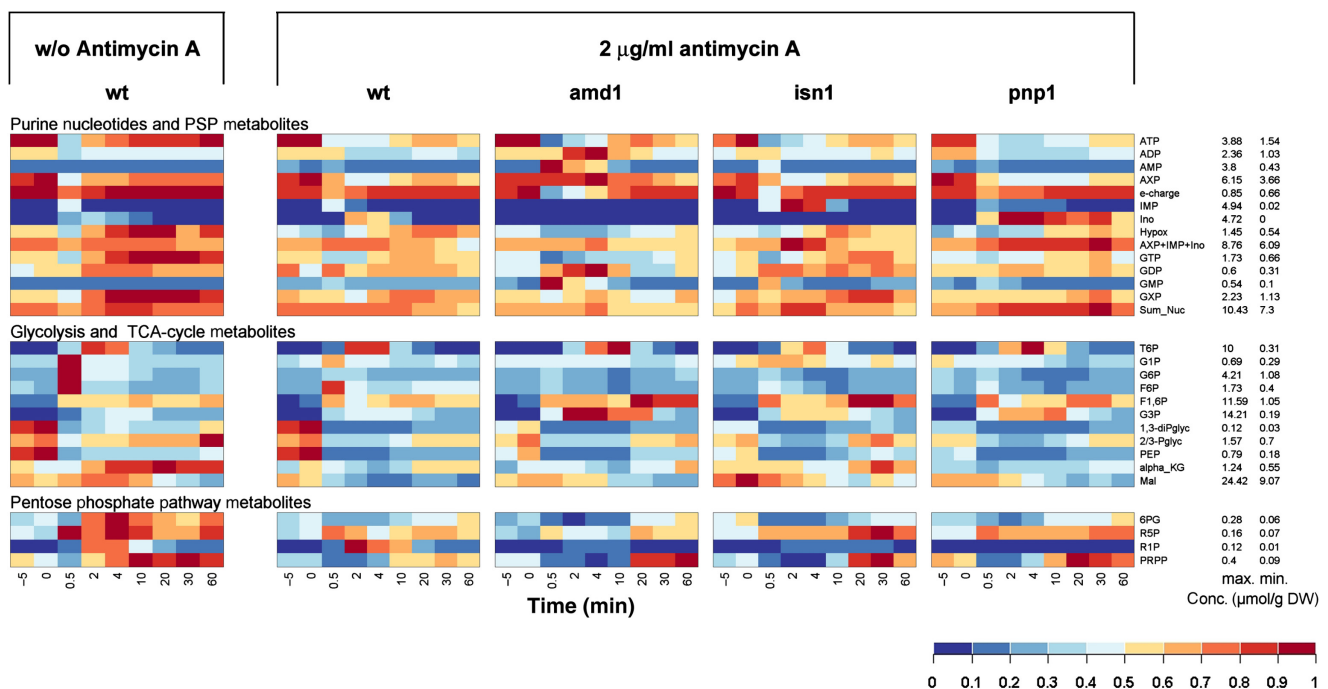 w/o Antimycin A
2 μg/ml antimycin A
wt
wt
amd1
isn1
pnp1
Purine nucleotides and PSP metabolites
ATP 3.88 1.54
ADP 2.36 1.03
AMP 3.8 0.43
AXP 6.15 3.66
e-charge 0.85 0.66
IMP 4.94 0.02
Ino 4.72 0
Hypox 1.45 0.54
AXP+IMP+Ino 8.76 6.09
GTP 1.73 0.66
GDP 0.6 0.31
GMP 0.54 0.1
GXP 2.23 1.13
Sum_Nuc 10.43 7.3
Glycolysis and TCA-cycle metabolites
T6P 10 0.31
G1P 0.69 0.29
G6P 4.21 1.08
F6P 1.73 0.4
F1,6P 11.59 1.05
G3P 14.21 0.19
1,3-diPglyc 0.12 0.03
2/3-Pglyc 1.57 0.7
PEP 0.79 0.18
alpha_KG 1.24 0.55
Mal 24.42 9.07
Pentose phosphate pathway metabolites
6PG 0.28 0.06
R5P 0.16 0.07
R1P 0.12 0.01
PRPP 0.4 0.09
−5 0 0.5 2 4 10 20 30 60
−5 0 0.5 2 4 10 20 30 60
−5 0 0.5 2 4 10 20 30 60
−5 0 0.5 2 4 10 20 30 60
−5 0 0.5 2 4 10 20 30 60
max. min.
Time (min)
Conc. (μmol/g DW)
0 0.1 0.2 0.3 0.4 0.5 0.6 0.7 0.8 0.9 1